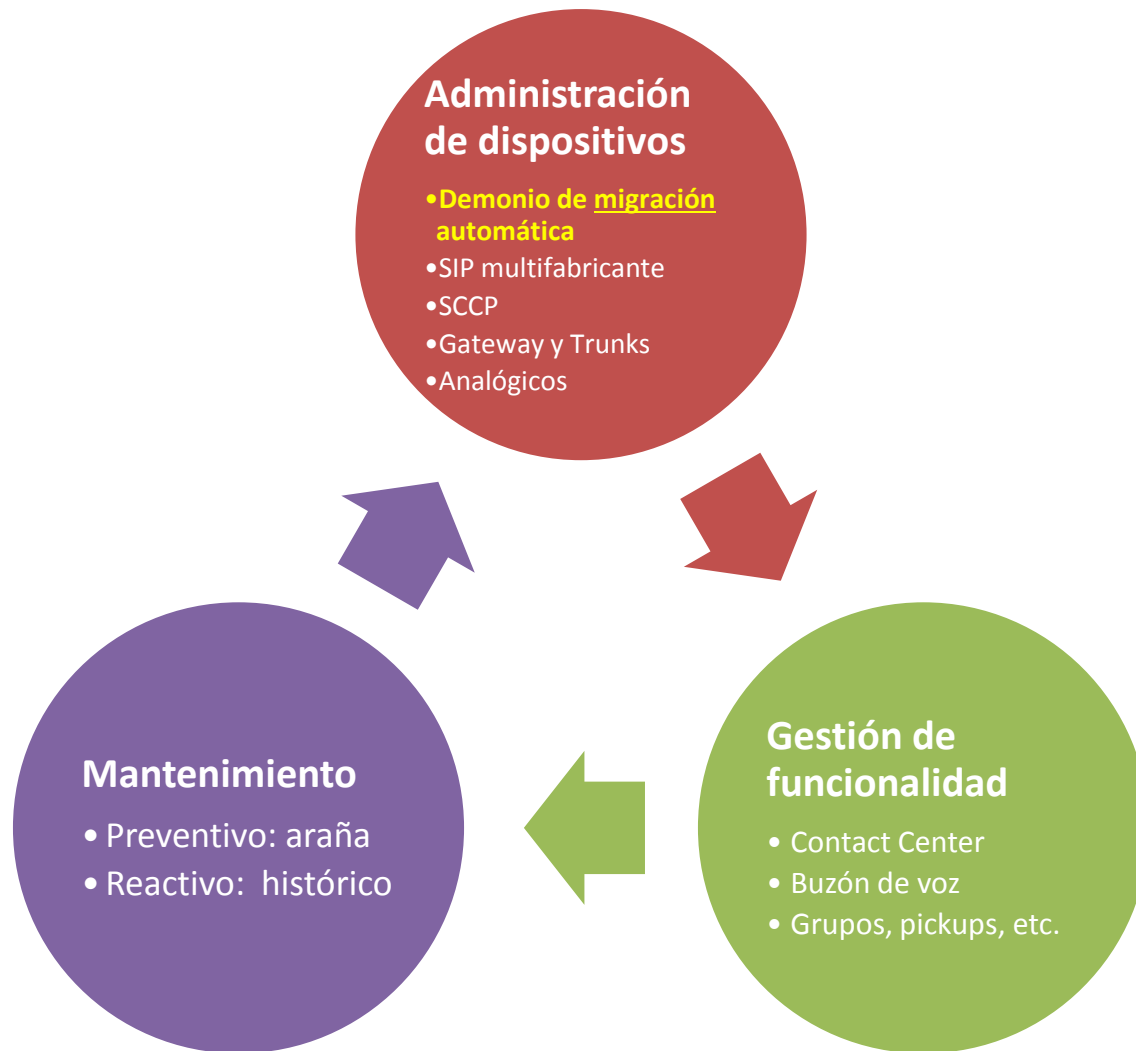 Administración
de dispositivos
•Demonio de migración
automática
•SIP multifabricante
•SCCP
•Gateway y Trunks
•Analógicos
Mantenimiento
• Preventivo: araña
• Reactivo: histórico
Gestión de
funcionalidad
• Contact Center
• Buzón de voz
• Grupos, pickups, etc.